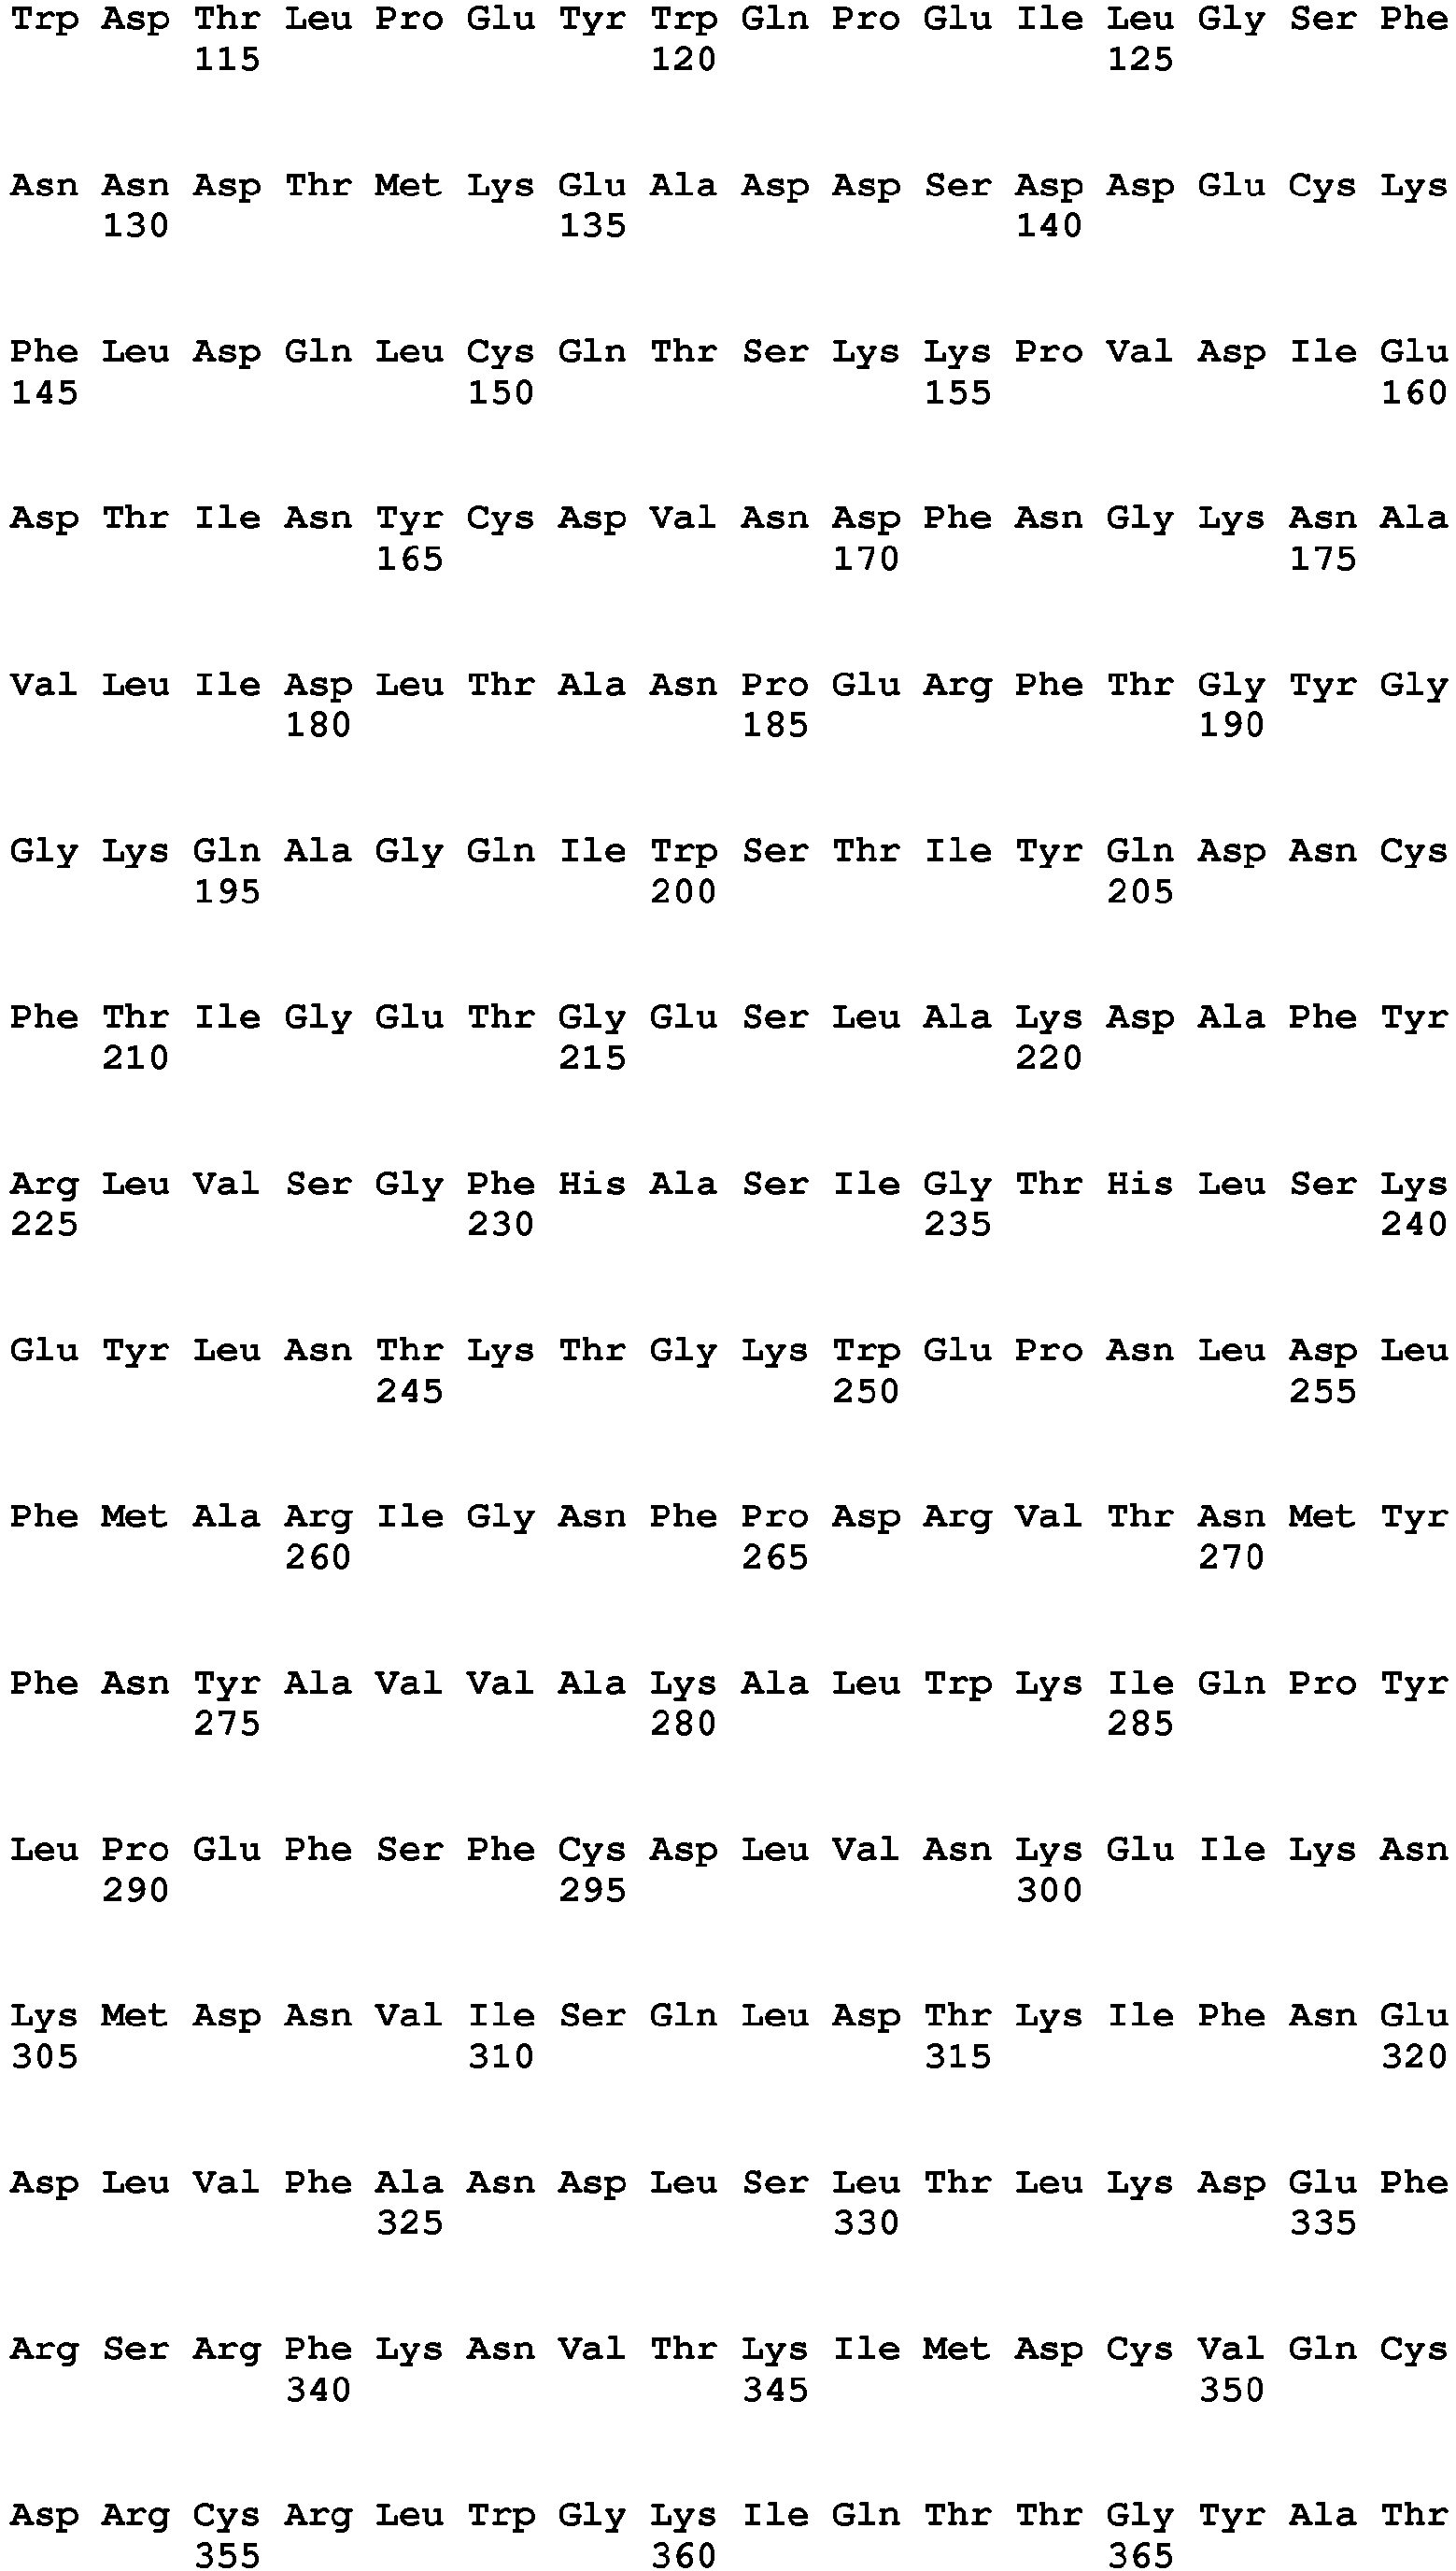 Trp Asp Thr Leu Pro Glu Tyr Trp Gln Pro Glu Ile Leu Gly Ser Phe
115 120 125
Asn Asn Asp Thr Met Lys Glu Ala Asp Asp Ser Asp Asp Glu Cys Lys
130 135 140
Phe Leu Asp Gln Leu Cys Gln Thr Ser Lys Lys Pro Val Asp Ile Glu
145 150 155 160
Asp Thr Ile Asn Tyr Cys Asp Val Asn Asp Phe Asn Gly Lys Asn Ala
165 170 175
Val Leu Ile Asp Leu Thr Ala Asn Pro Glu Arg Phe Thr Gly Tyr Gly
180 185 190
Gly Lys Gln Ala Gly Gln Ile Trp Ser Thr Ile Tyr Gln Asp Asn Cys
195 200 205
Phe Thr Ile Gly Glu Thr Gly Glu Ser Leu Ala Lys Asp Ala Phe Tyr
210 215 220
Arg Leu Val Ser Gly Phe His Ala Ser Ile Gly Thr His Leu Ser Lys
225 230 235 240
Glu Tyr Leu Asn Thr Lys Thr Gly Lys Trp Glu Pro Asn Leu Asp Leu
245 250 255
Phe Met Ala Arg Ile Gly Asn Phe Pro Asp Arg Val Thr Asn Met Tyr
260 265 270
Phe Asn Tyr Ala Val Val Ala Lys Ala Leu Trp Lys Ile Gln Pro Tyr
275 280 285
Leu Pro Glu Phe Ser Phe Cys Asp Leu Val Asn Lys Glu Ile Lys Asn
290 295 300
Lys Met Asp Asn Val Ile Ser Gln Leu Asp Thr Lys Ile Phe Asn Glu
305 310 315 320
Asp Leu Val Phe Ala Asn Asp Leu Ser Leu Thr Leu Lys Asp Glu Phe
325 330 335
Arg Ser Arg Phe Lys Asn Val Thr Lys Ile Met Asp Cys Val Gln Cys
340 345 350
Asp Arg Cys Arg Leu Trp Gly Lys Ile Gln Thr Thr Gly Tyr Ala Thr
355 360 365